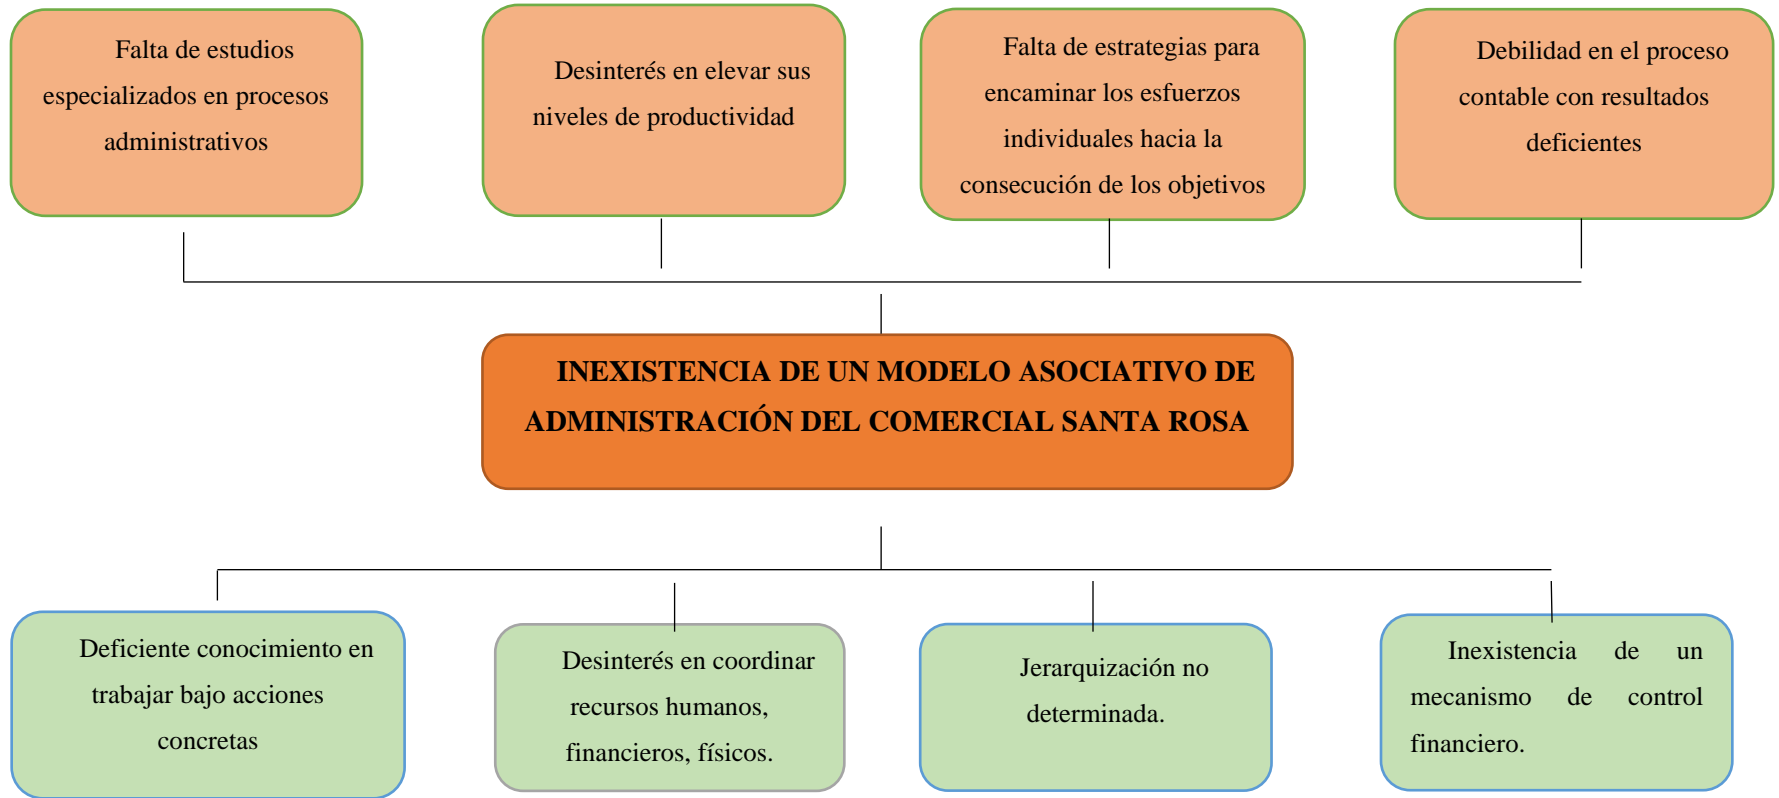 Falta de estudios
especializados en procesos
administrativos
Desinterés en elevar sus
niveles de productividad
Falta de estrategias para
encaminar los esfuerzos
individuales hacia la
consecución de los objetivos
Debilidad en el proceso
contable con resultados
deficientes
INEXISTENCIA DE UN MODELO ASOCIATIVO DE
ADMINISTRACIÓN DEL COMERCIAL SANTA ROSA
Deficiente conocimiento en
trabajar bajo acciones
concretas
Desinterés en coordinar
recursos humanos,
financieros, físicos.
Jerarquización no
determinada.
Inexistencia de un
mecanismo de control
financiero.